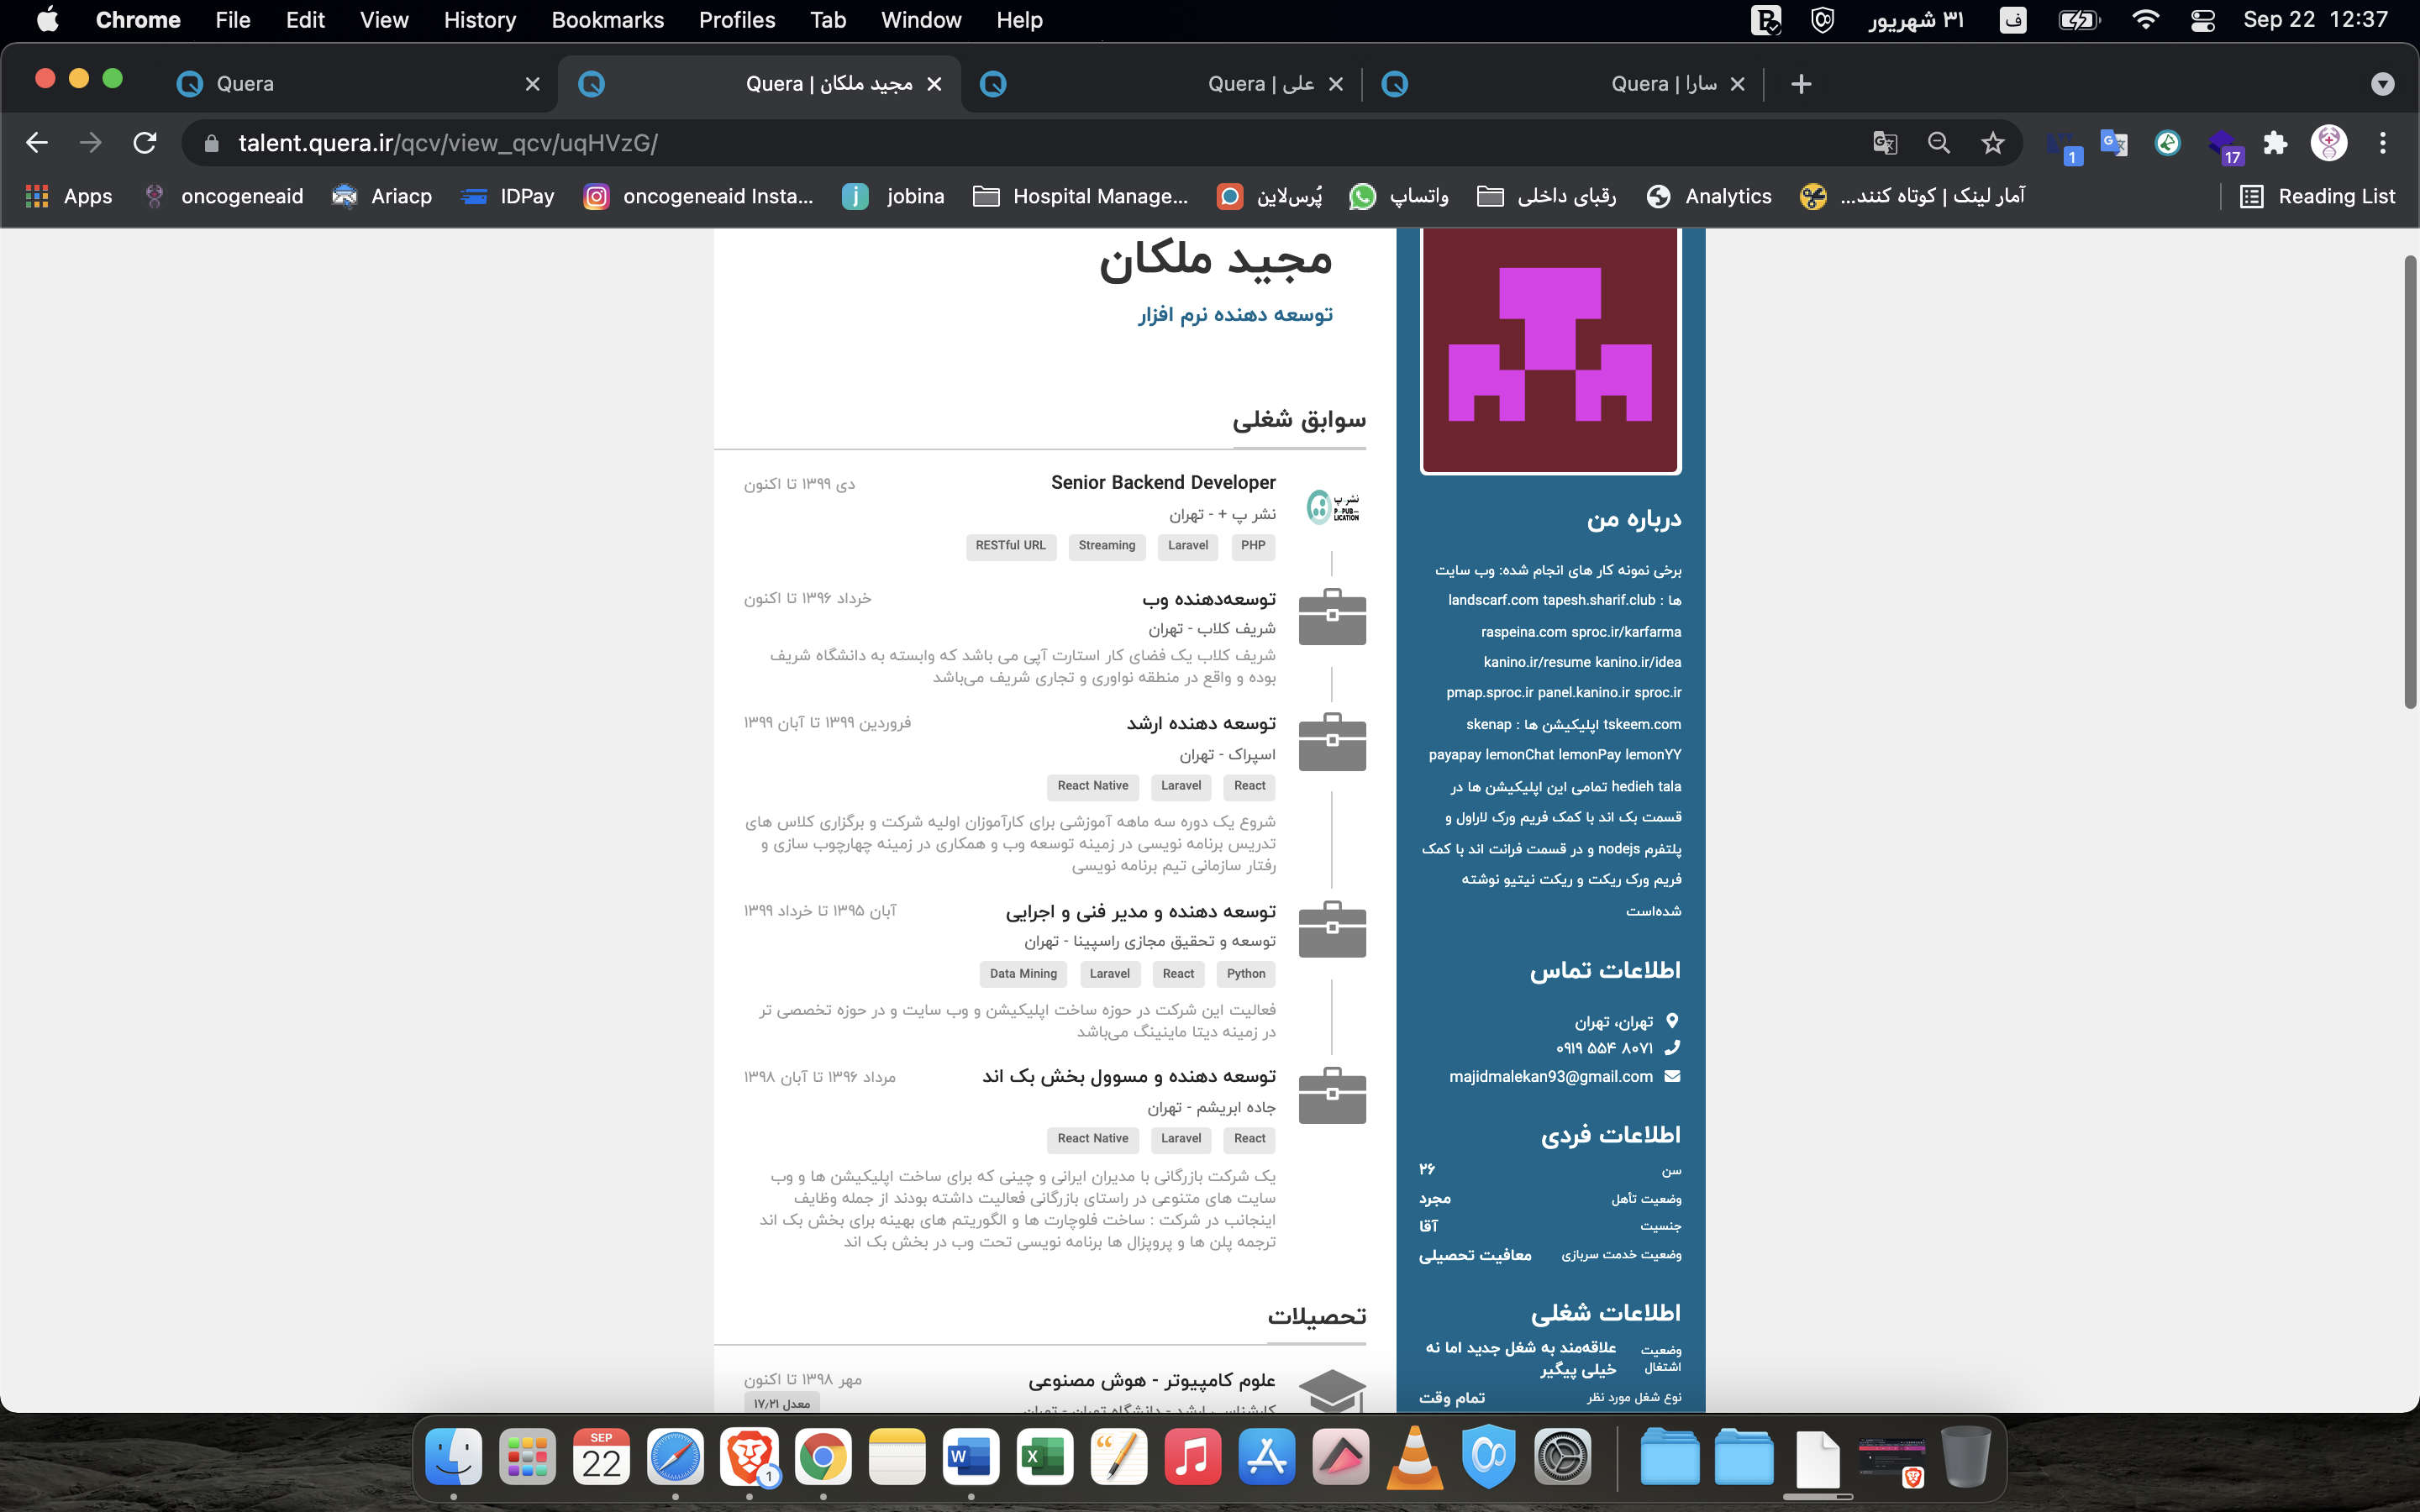 Chrome File Edit View History Bookmarks Profiles Tab Window Help
۳۱ شهریور ف Sep 22 12:37
Quera
مجید ملکان | Quera
علی | Quera
سارا | Quera
talent.quera.ir/qcv/view_qcv/uqHVzG/
1
17
Apps oncogeneaid Ariacp IDPay oncogeneaid Insta... jobina Hospital Manage... پُرس‌لاین واتساپ رقبای داخلی Analytics آمار لینک | کوتاه کنند... Reading List
مجید ملکان
توسعه دهنده نرم افزار
سوابق شغلی
Senior Backend Developer
دی ۱۳۹۹ تا اکنون
نشر پ + - تهران
نشر پ
P+PUB—
LICATION
PHP Laravel Streaming RESTful URL
توسعه‌دهنده وب
خرداد ۱۳۹۶ تا اکنون
شریف کلاب - تهران
شریف کلاب یک فضای کار استارت آپی می باشد که وابسته به دانشگاه شریف
بوده و واقع در منطقه نواوری و تجاری شریف می‌باشد
توسعه دهنده ارشد
فروردین ۱۳۹۹ تا آبان ۱۳۹۹
اسپراک - تهران
React Laravel React Native
شروع یک دوره سه ماهه آموزشی برای کارآموزان اولیه شرکت و برگزاری کلاس های
تدریس برنامه نویسی در زمینه توسعه وب و همکاری در زمینه چهارچوب سازی و
رفتار سازمانی تیم برنامه نویسی
توسعه دهنده و مدیر فنی و اجرایی
آبان ۱۳۹۵ تا خرداد ۱۳۹۹
توسعه و تحقیق مجازی راسپینا - تهران
Python React Laravel Data Mining
فعالیت این شرکت در حوزه ساخت اپلیکیشن و وب سایت و در حوزه تخصصی تر
در زمینه دیتا ماینینگ می‌باشد
توسعه دهنده و مسوول بخش بک اند
مرداد ۱۳۹۶ تا آبان ۱۳۹۸
جاده ابریشم - تهران
React Laravel React Native
یک شرکت بازرگانی با مدیران ایرانی و چینی که برای ساخت اپلیکیشن ها و وب
سایت های متنوعی در راستای بازرگانی فعالیت داشته بودند از جمله وظایف
اینجانب در شرکت : ساخت فلوچارت ها و الگوریتم های بهینه برای بخش بک اند
ترجمه پلن ها و پروپزال ها برنامه نویسی تحت وب در بخش بک اند
تحصیلات
علوم کامپیوتر - هوش مصنوعی
مهر ۱۳۹۸ تا اکنون
معدل ۱۷٫۲۱
کارشناسی ارشد - دانشگاه تهران - تهران
درباره من
برخی نمونه کار های انجام شده: وب سایت
ها : landscarf.com tapesh.sharif.club
raspeina.com sproc.ir/karfarma
kanino.ir/resume kanino.ir/idea
pmap.sproc.ir panel.kanino.ir sproc.ir
tskeem.com اپلیکیشن ها : skenap
payapay lemonChat lemonPay lemonYY
hedieh tala تمامی این اپلیکیشن ها در
قسمت بک اند با کمک فریم ورک لاراول و
پلتفرم nodejs و در قسمت فرانت اند با کمک
فریم ورک ریکت و ریکت نیتیو نوشته
شده‌است
اطلاعات تماس
تهران، تهران
۰۹۱۹ ۵۵۴ ۸۰۷۱
majidmalekan93@gmail.com
اطلاعات فردی
سن ۲۶
وضعیت تأهل مجرد
جنسیت آقا
وضعیت خدمت سربازی معافیت تحصیلی
اطلاعات شغلی
وضعیت اشتغال علاقه‌مند به شغل جدید اما نه
خیلی پیگیر
نوع شغل مورد نظر تمام وقت
SEP
22
1
W
X